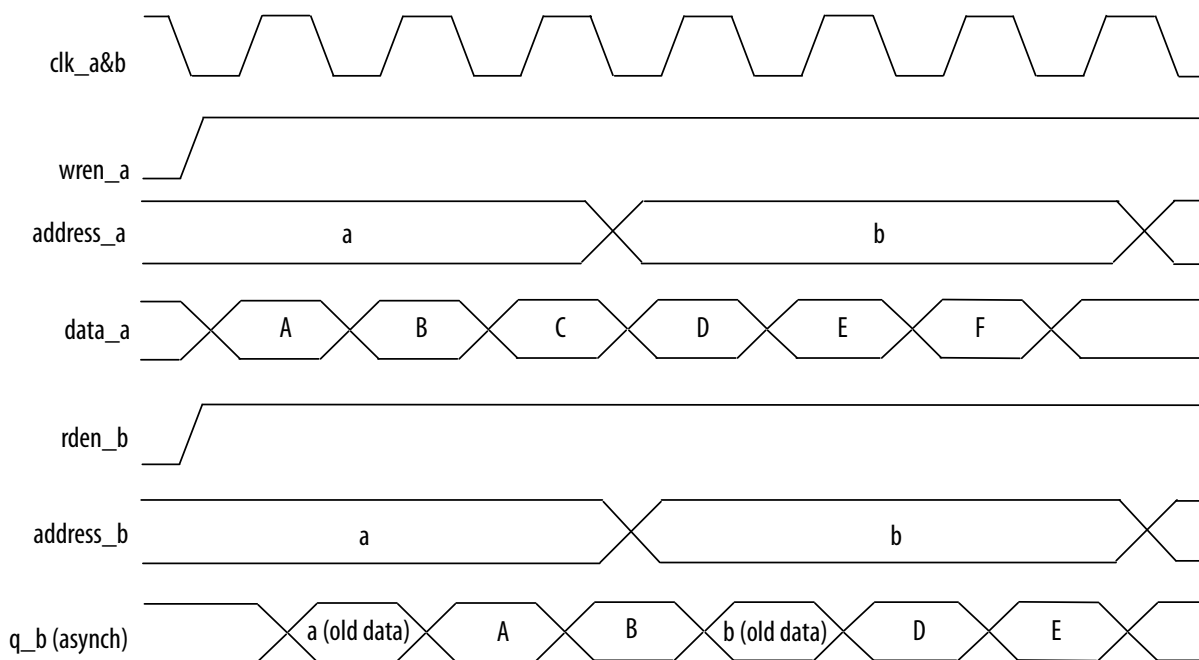 clk_a&b
wren_a
address_a a b
data_a A B C D E F
rden_b
address_b a b
q_b (asynch) a (old data) A B b (old data) D E